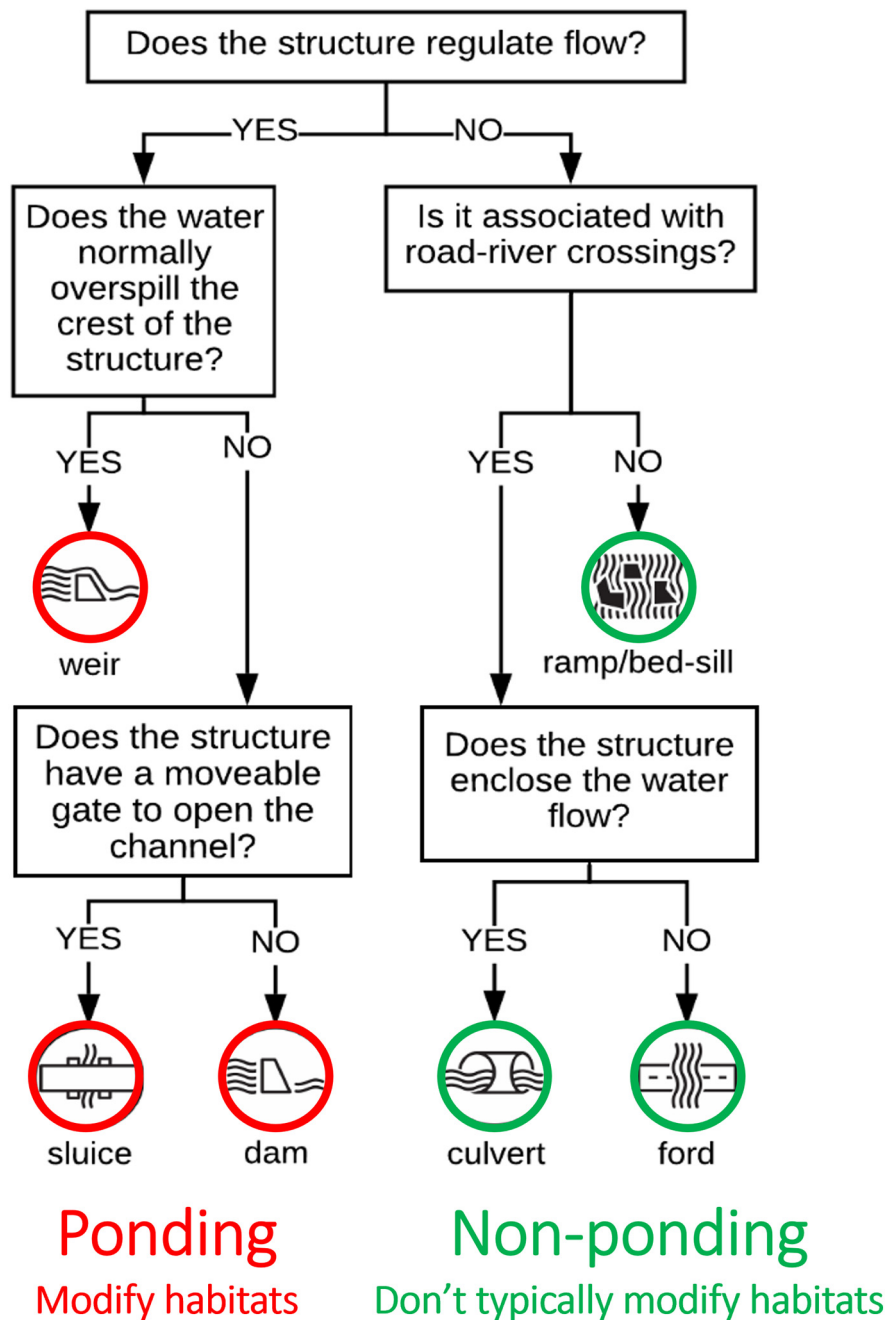 Does the structure regulate flow?
YES
NO
Does the water
normally
overspill the
crest of the
structure?
Is it associated with
road-river crossings?
YES
NO
YES
NO
weir
ramp/bed-sill
Does the structure
have a moveable
gate to open the
channel?
Does the structure
enclose the water
flow?
YES
NO
YES
NO
sluice
dam
culvert
ford
Ponding
Non-ponding
Modify habitats
Don't typically modify habitats